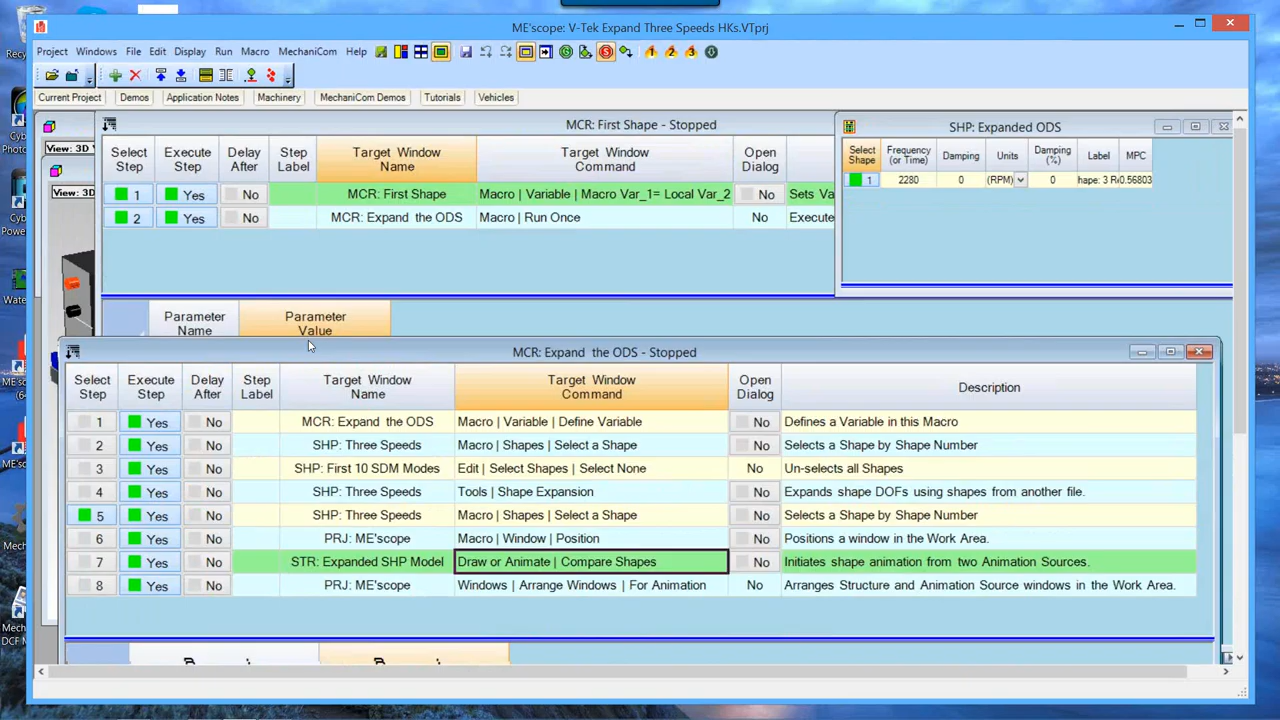 ME'scope: V-Tek Expand Three Speeds HKs.VTprj
Project Windows File Edit Display Run Macro MechaniCom Help
Current Project Demos Application Notes Machinery MechaniCom Demos Tutorials Vehicles
MCR: First Shape - Stopped
Select Step Execute Step Delay After Step Label Target Window Name Target Window Command Open Dialog
1 Yes No MCR: First Shape Macro | Variable | Macro Var_1= Local Var_2 No Sets Va
2 Yes No MCR: Expand the ODS Macro | Run Once No Execute
SHP: Expanded ODS
Select Shape Frequency (or Time) Damping Units Damping (%) Label MPC
1 2280 0 (RPM) 0 hape: 3 R 0.56803
View: 3D V
View: 3D
Parameter Name Parameter Value
MCR: Expand the ODS - Stopped
Select Step Execute Step Delay After Step Label Target Window Name Target Window Command Open Dialog Description
1 Yes No MCR: Expand the ODS Macro | Variable | Define Variable No Defines a Variable in this Macro
2 Yes No SHP: Three Speeds Macro | Shapes | Select a Shape No Selects a Shape by Shape Number
3 Yes No SHP: First 10 SDM Modes Edit | Select Shapes | Select None No Un-selects all Shapes
4 Yes No SHP: Three Speeds Tools | Shape Expansion No Expands shape DOFs using shapes from another file.
5 Yes No SHP: Three Speeds Macro | Shapes | Select a Shape No Selects a Shape by Shape Number
6 Yes No PRJ: ME'scope Macro | Window | Position No Positions a window in the Work Area.
7 Yes No STR: Expanded SHP Model Draw or Animate | Compare Shapes No Initiates shape animation from two Animation Sources.
8 Yes No PRJ: ME'scope Windows | Arrange Windows | For Animation No Arranges Structure and Animation Source windows in the Work Area.